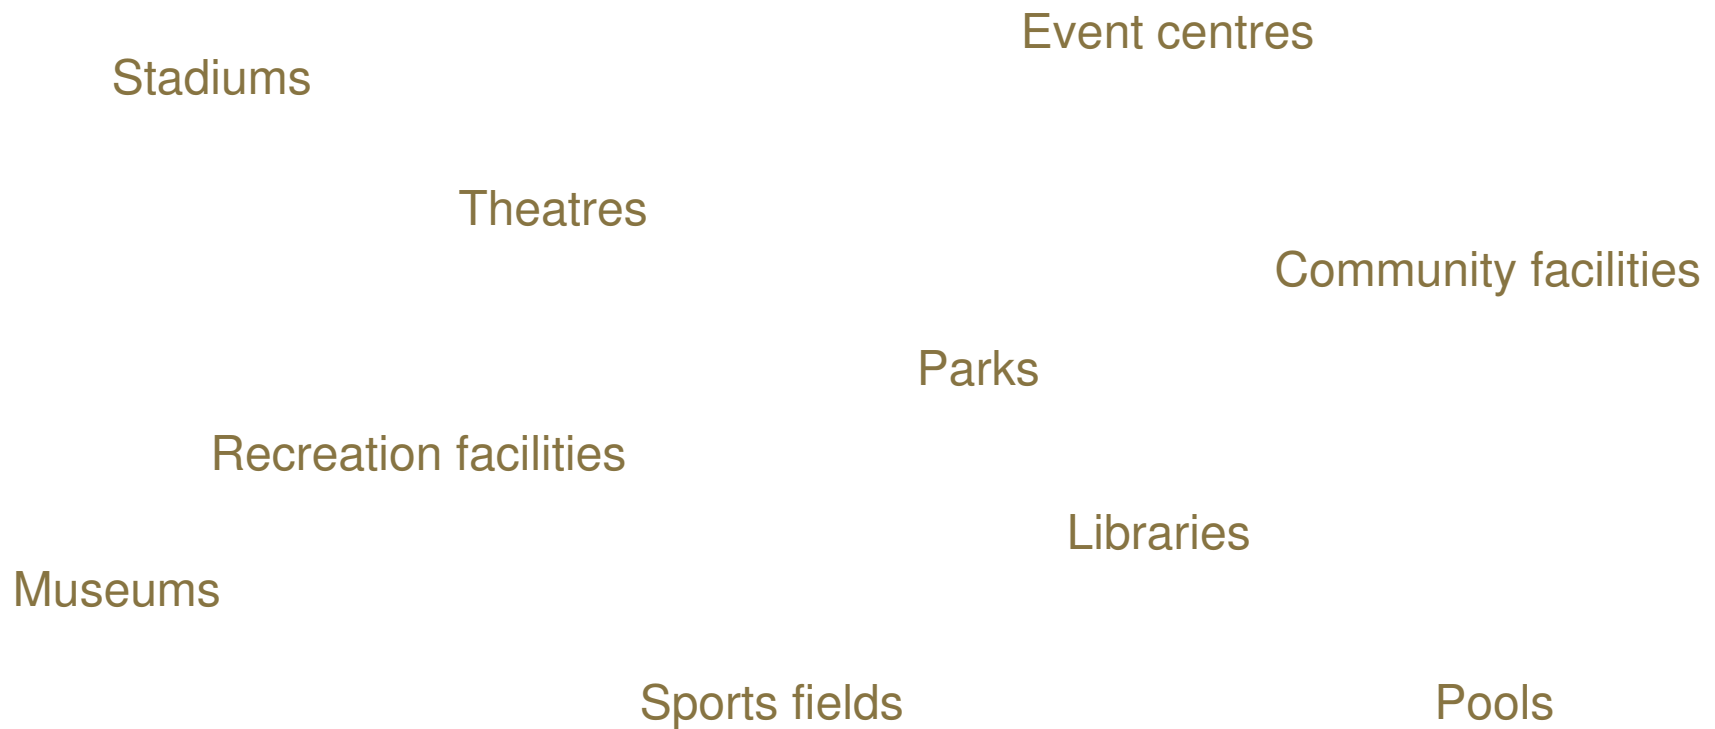 Event centres
Stadiums
Theatres
Community facilities
Parks
Recreation facilities
Libraries
Museums
Sports fields
Pools